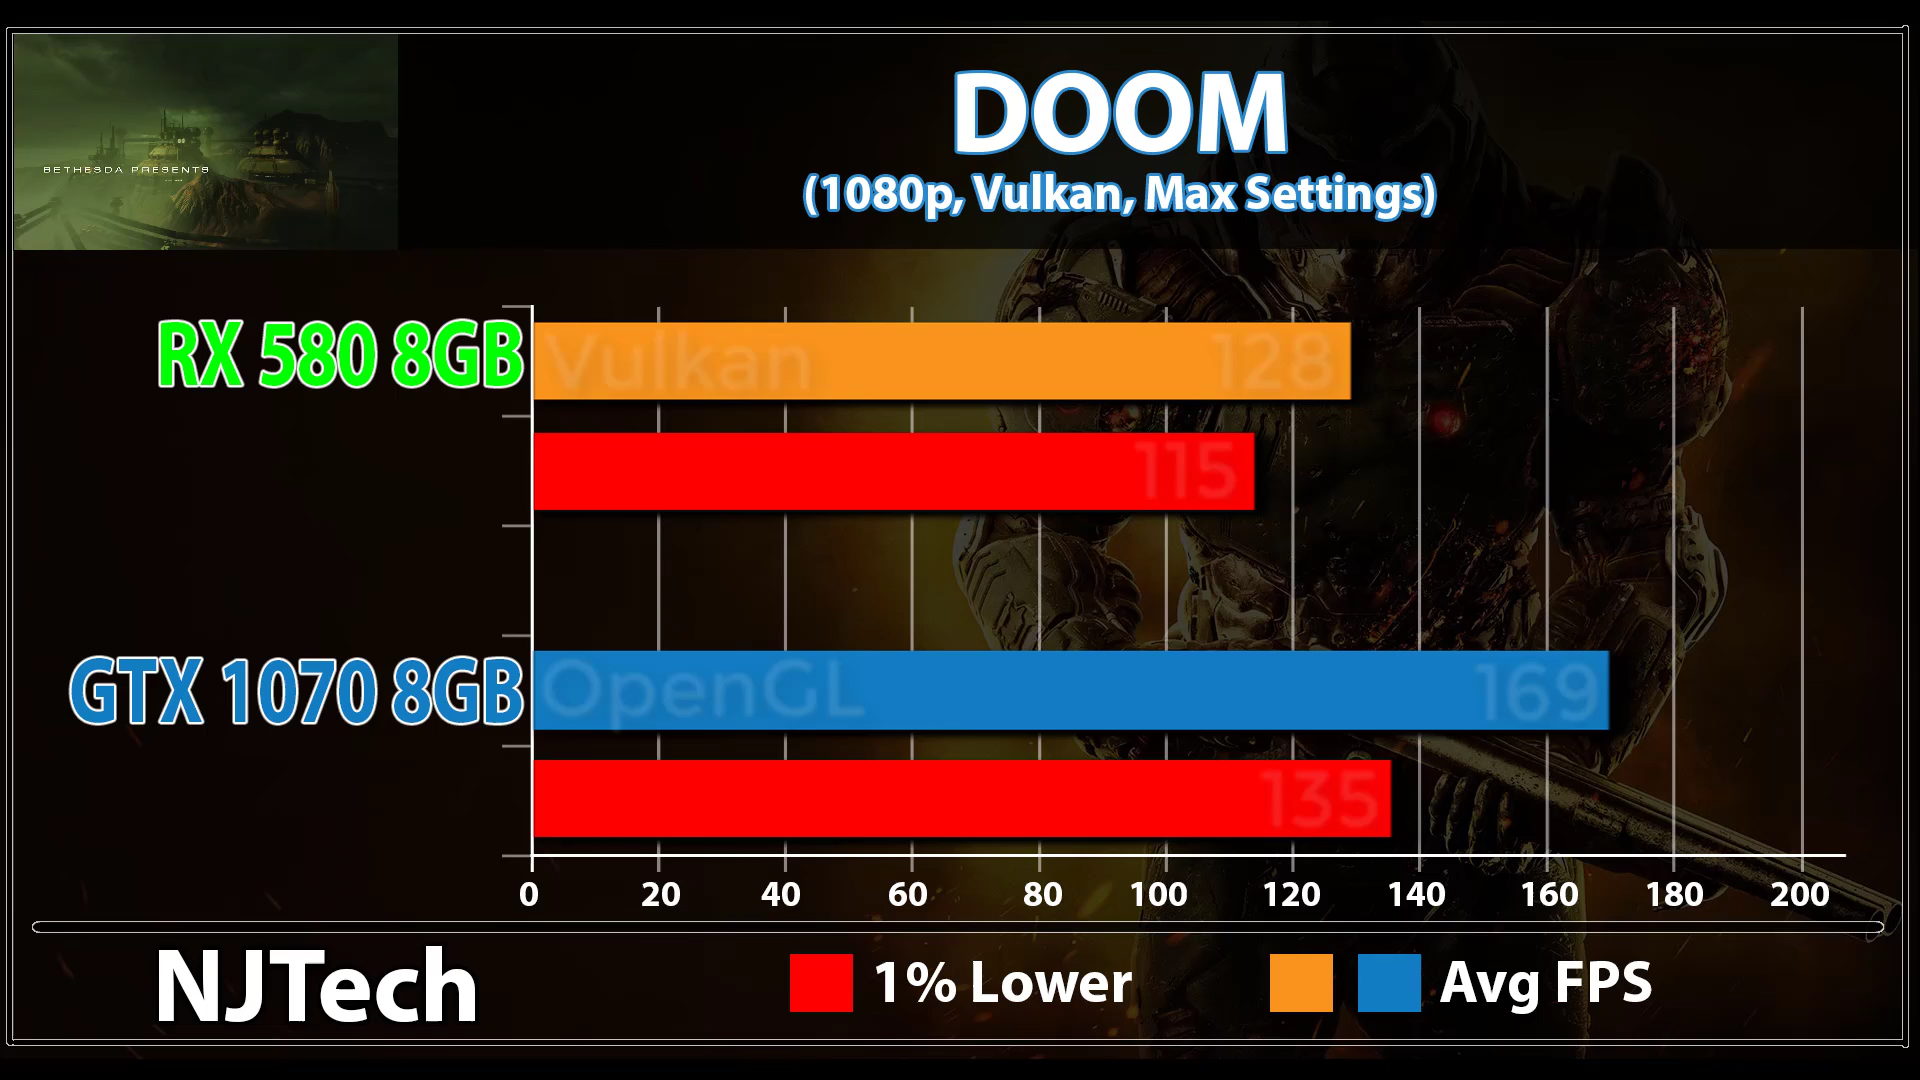 BETHESDA PRESENTS
DOOM
(1080p, Vulkan, Max Settings)
RX 580 8GB
Vulkan
128
115
GTX 1070 8GB
OpenGL
169
135
0 20 40 60 80 100 120 140 160 180 200
NJTech
1% Lower
Avg FPS